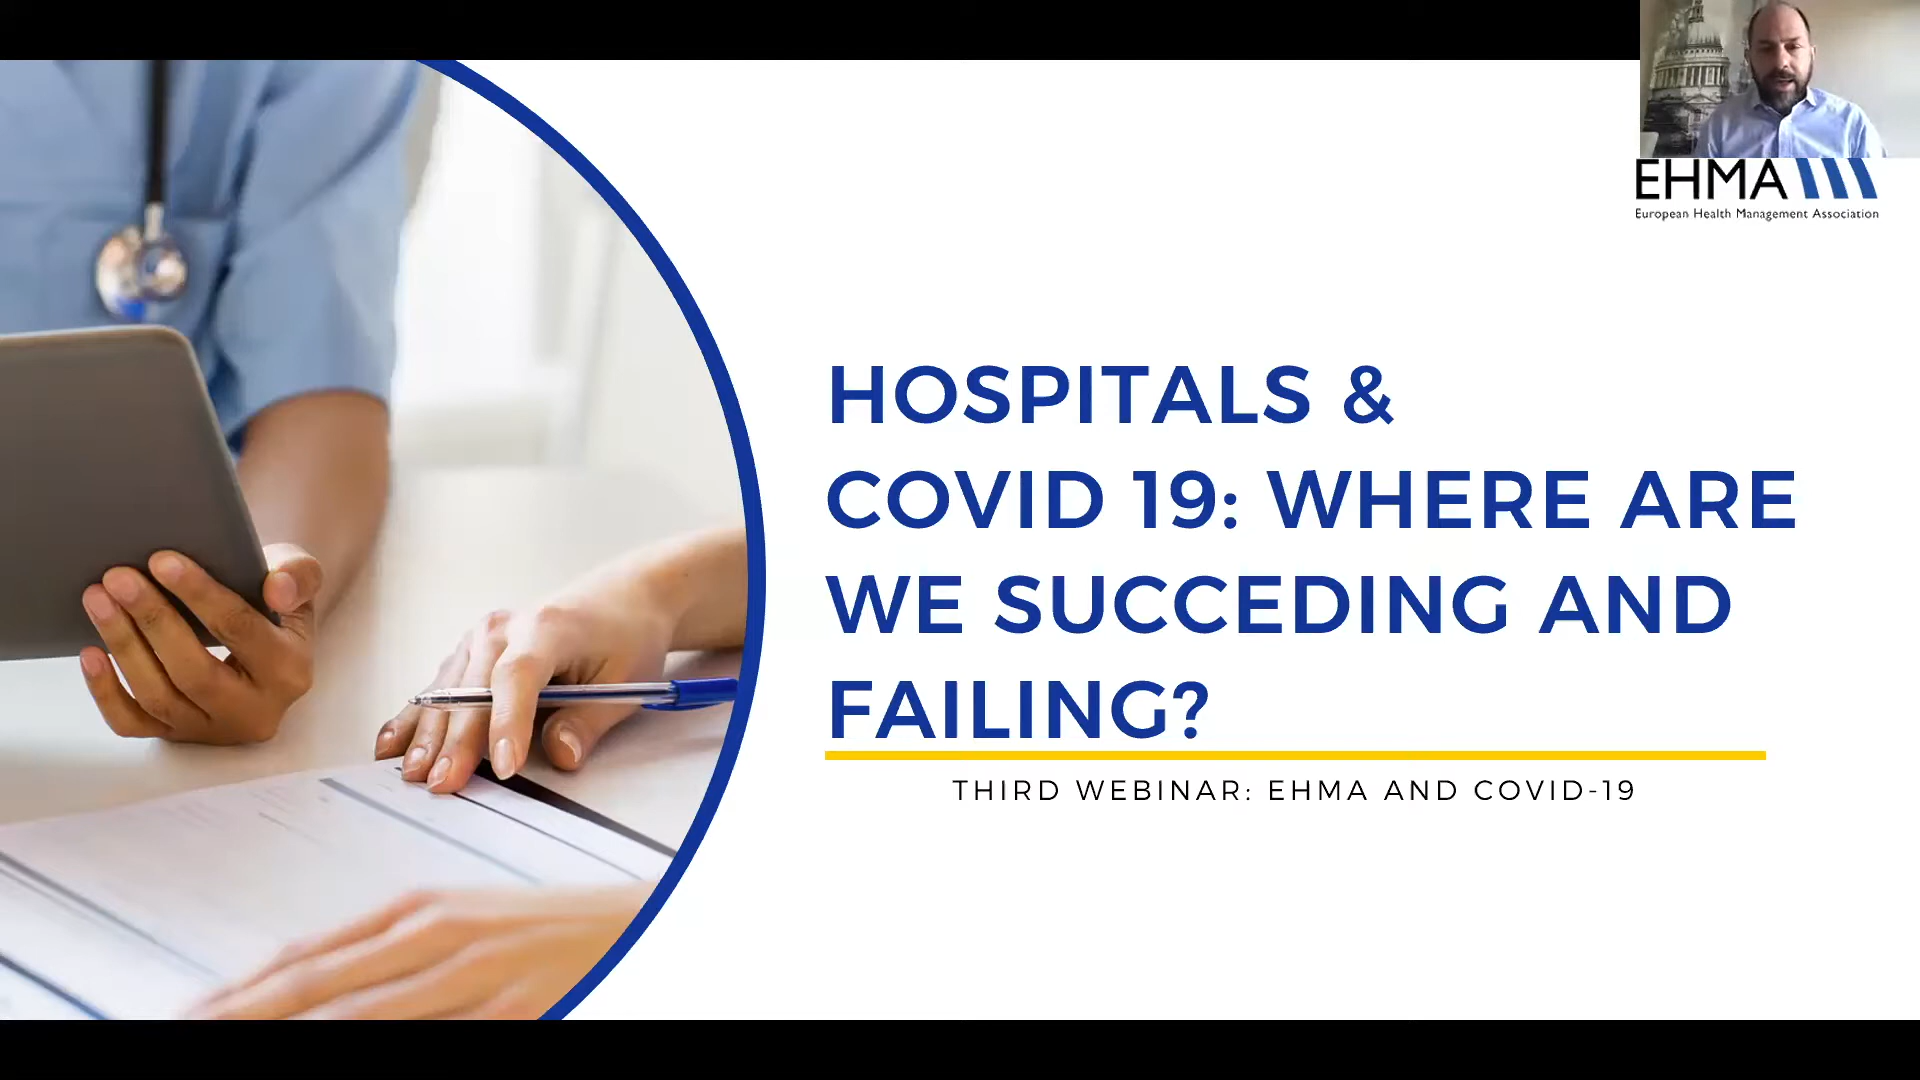 EHMA
European Health Management Association
HOSPITALS &
COVID 19: WHERE ARE
WE SUCCEDING AND
FAILING?
THIRD WEBINAR: EHMA AND COVID-19